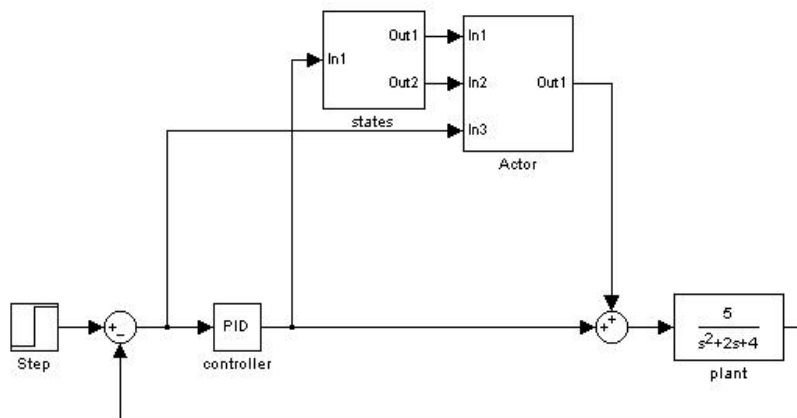 Out1
In1
In1
Out2
In2
Out1
In3
states
Actor
+
−
PID
+
+
5
s²+2s+4
Step
controller
plant